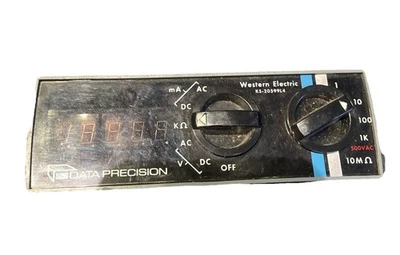 Western Electric
KS-20599L4
mA
AC
DC
KΩ
AC
V
DC
OFF
1
10
100
1K
500VAC
10MΩ
DATA PRECISION